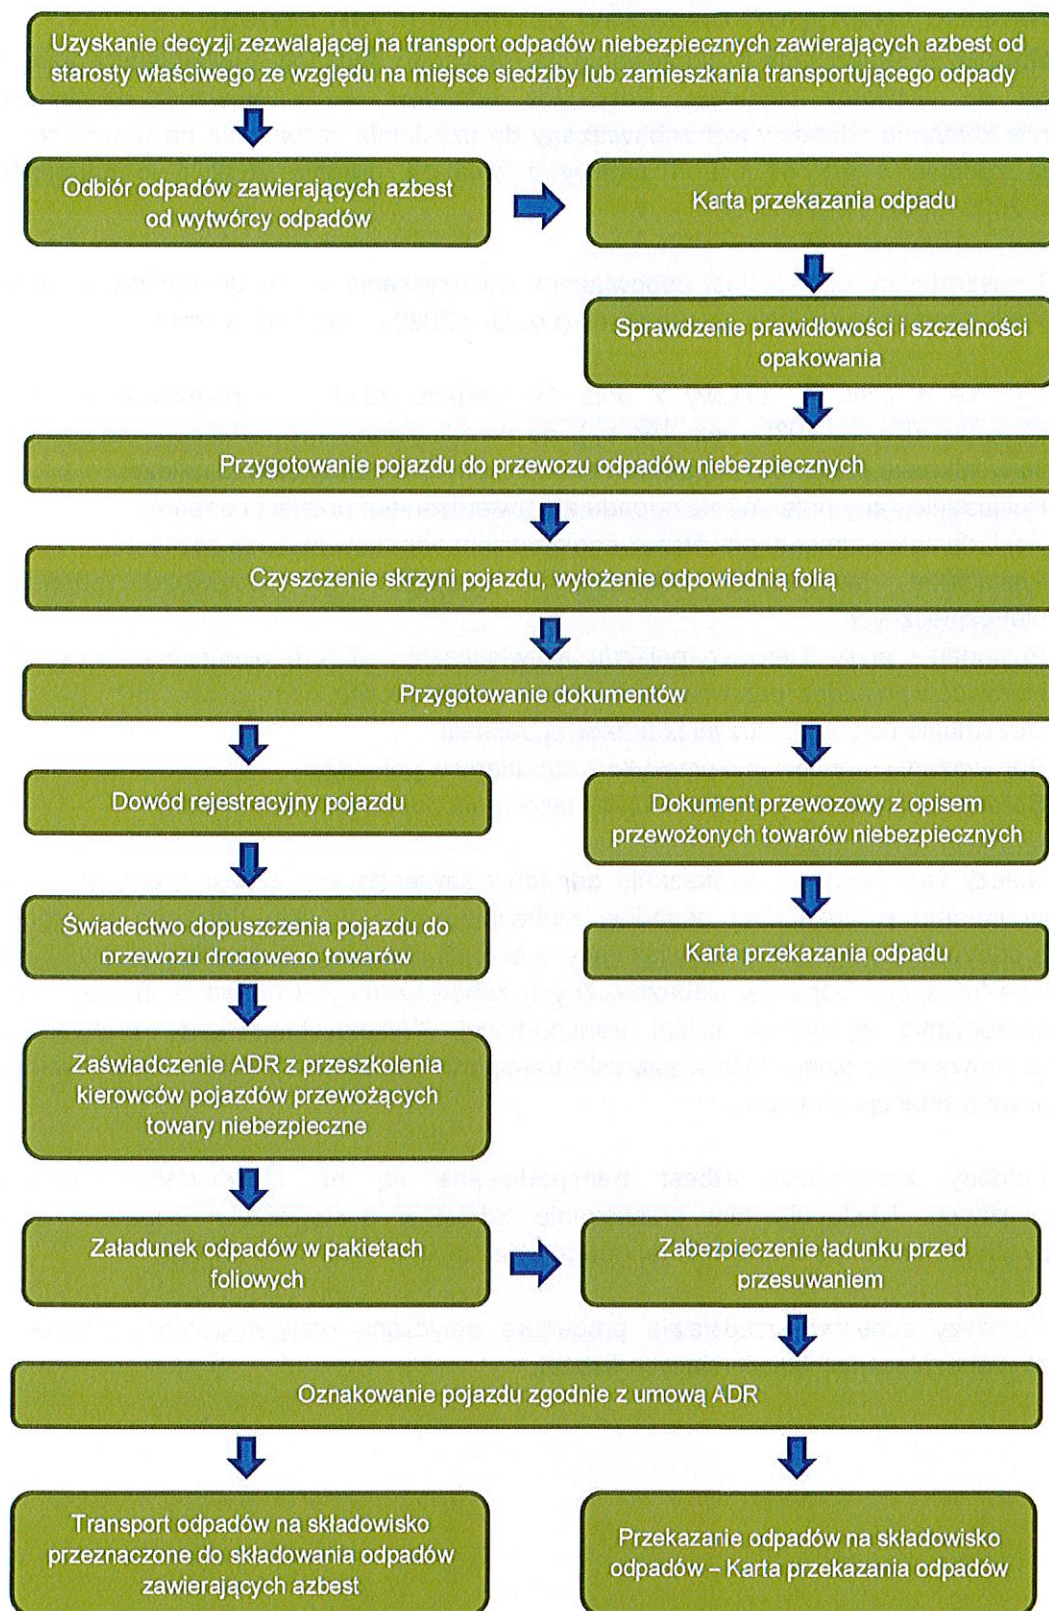 Uzyskanie decyzji zezwalającej na transport odpadów niebezpiecznych zawierających azbest od
starosty właściwego ze względu na miejsce siedziby lub zamieszkania transportującego odpady
Odbiór odpadów zawierających azbest
od wytwórcy odpadów
Karta przekazania odpadu
Sprawdzenie prawidłowości i szczelności
opakowania
Przygotowanie pojazdu do przewozu odpadów niebezpiecznych
Czyszczenie skrzyni pojazdu, wyłożenie odpowiednią folią
Przygotowanie dokumentów
Dowód rejestracyjny pojazdu
Dokument przewozowy z opisem
przewożonych towarów niebezpiecznych
Świadectwo dopuszczenia pojazdu do
przewozu drogowego towarów
Karta przekazania odpadu
Zaświadczenie ADR z przeszkolenia
kierowców pojazdów przewożących
towary niebezpieczne
Załadunek odpadów w pakietach
foliowych
Zabezpieczenie ładunku przed
przesuwaniem
Oznakowanie pojazdu zgodnie z umową ADR
Transport odpadów na składowisko
przeznaczone do składowania odpadów
zawierających azbest
Przekazanie odpadów na składowisko
odpadów – Karta przekazania odpadów